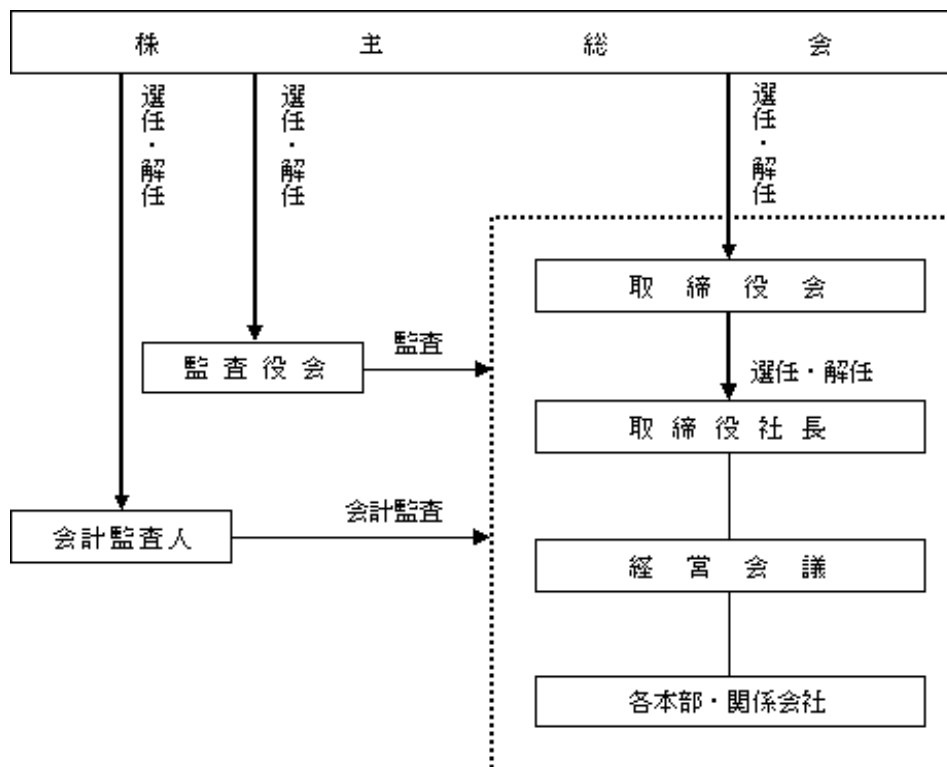 株主総会
選任・解任
選任・解任
選任・解任
取締役会
監査
監査役会
選任・解任
取締役社長
会計監査
会計監査人
経営会議
各本部・関係会社